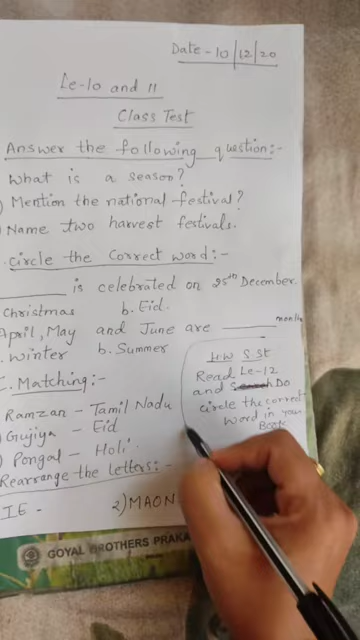 Date - 10/12/20
Le-10 and 11
Class Test
Answer the following question:-
What is a season?
) Mention the national festival?
) Name two harvest festivals.
. Circle the Correct word:-
is celebrated on 25th December.
Christmas b. Eid.
April, May and June are months
. winter b. Summer
. Matching:-
Ramzan - Tamil Nadu
) Gujiya - Eid
) Pongal - Holi
Rearrange the letters:-
IE - 2) MAON
H.W S.St
Read Le-12
and Do
circle the correct
word in your
Book
GOYAL BROTHERS PRAKA